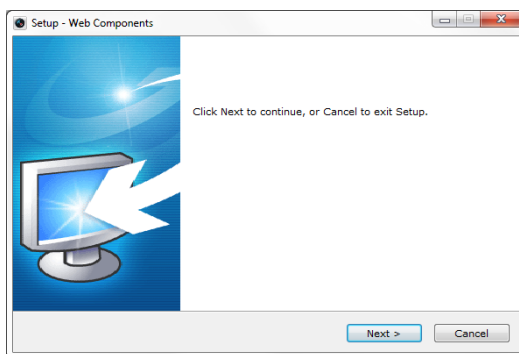 Setup - Web Components
Click Next to continue, or Cancel to exit Setup.
Next >
Cancel